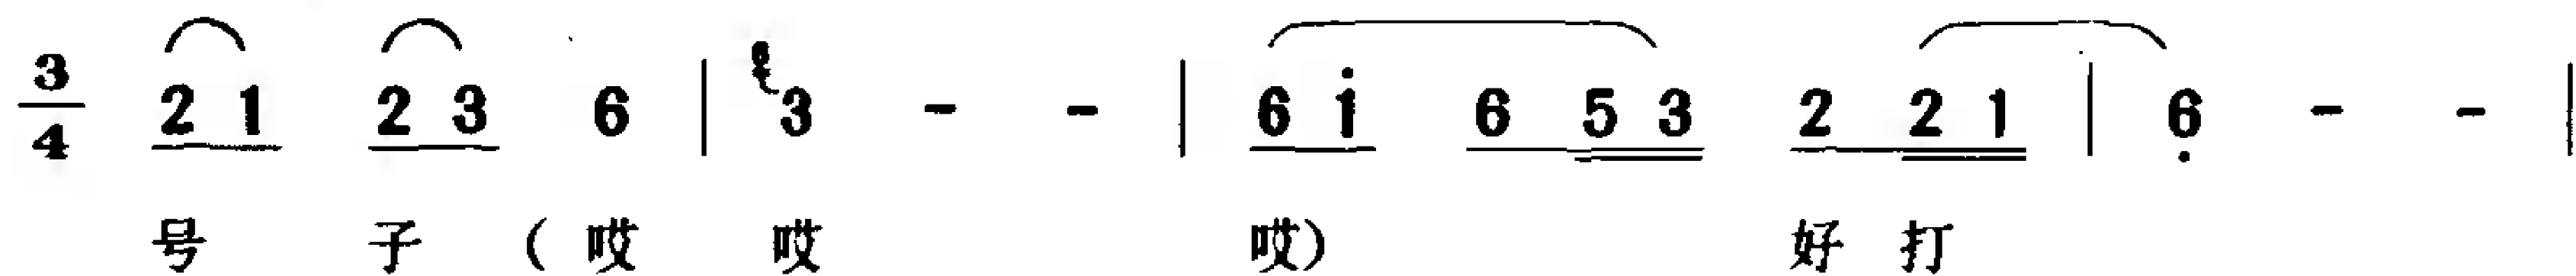 3/4 2 1 2 3 6 | 6 3 - - | 6 i̇ 6 5 3 2 2 1 | 6̣ - - |
号 子 （ 哎 哎 哎） 好 打